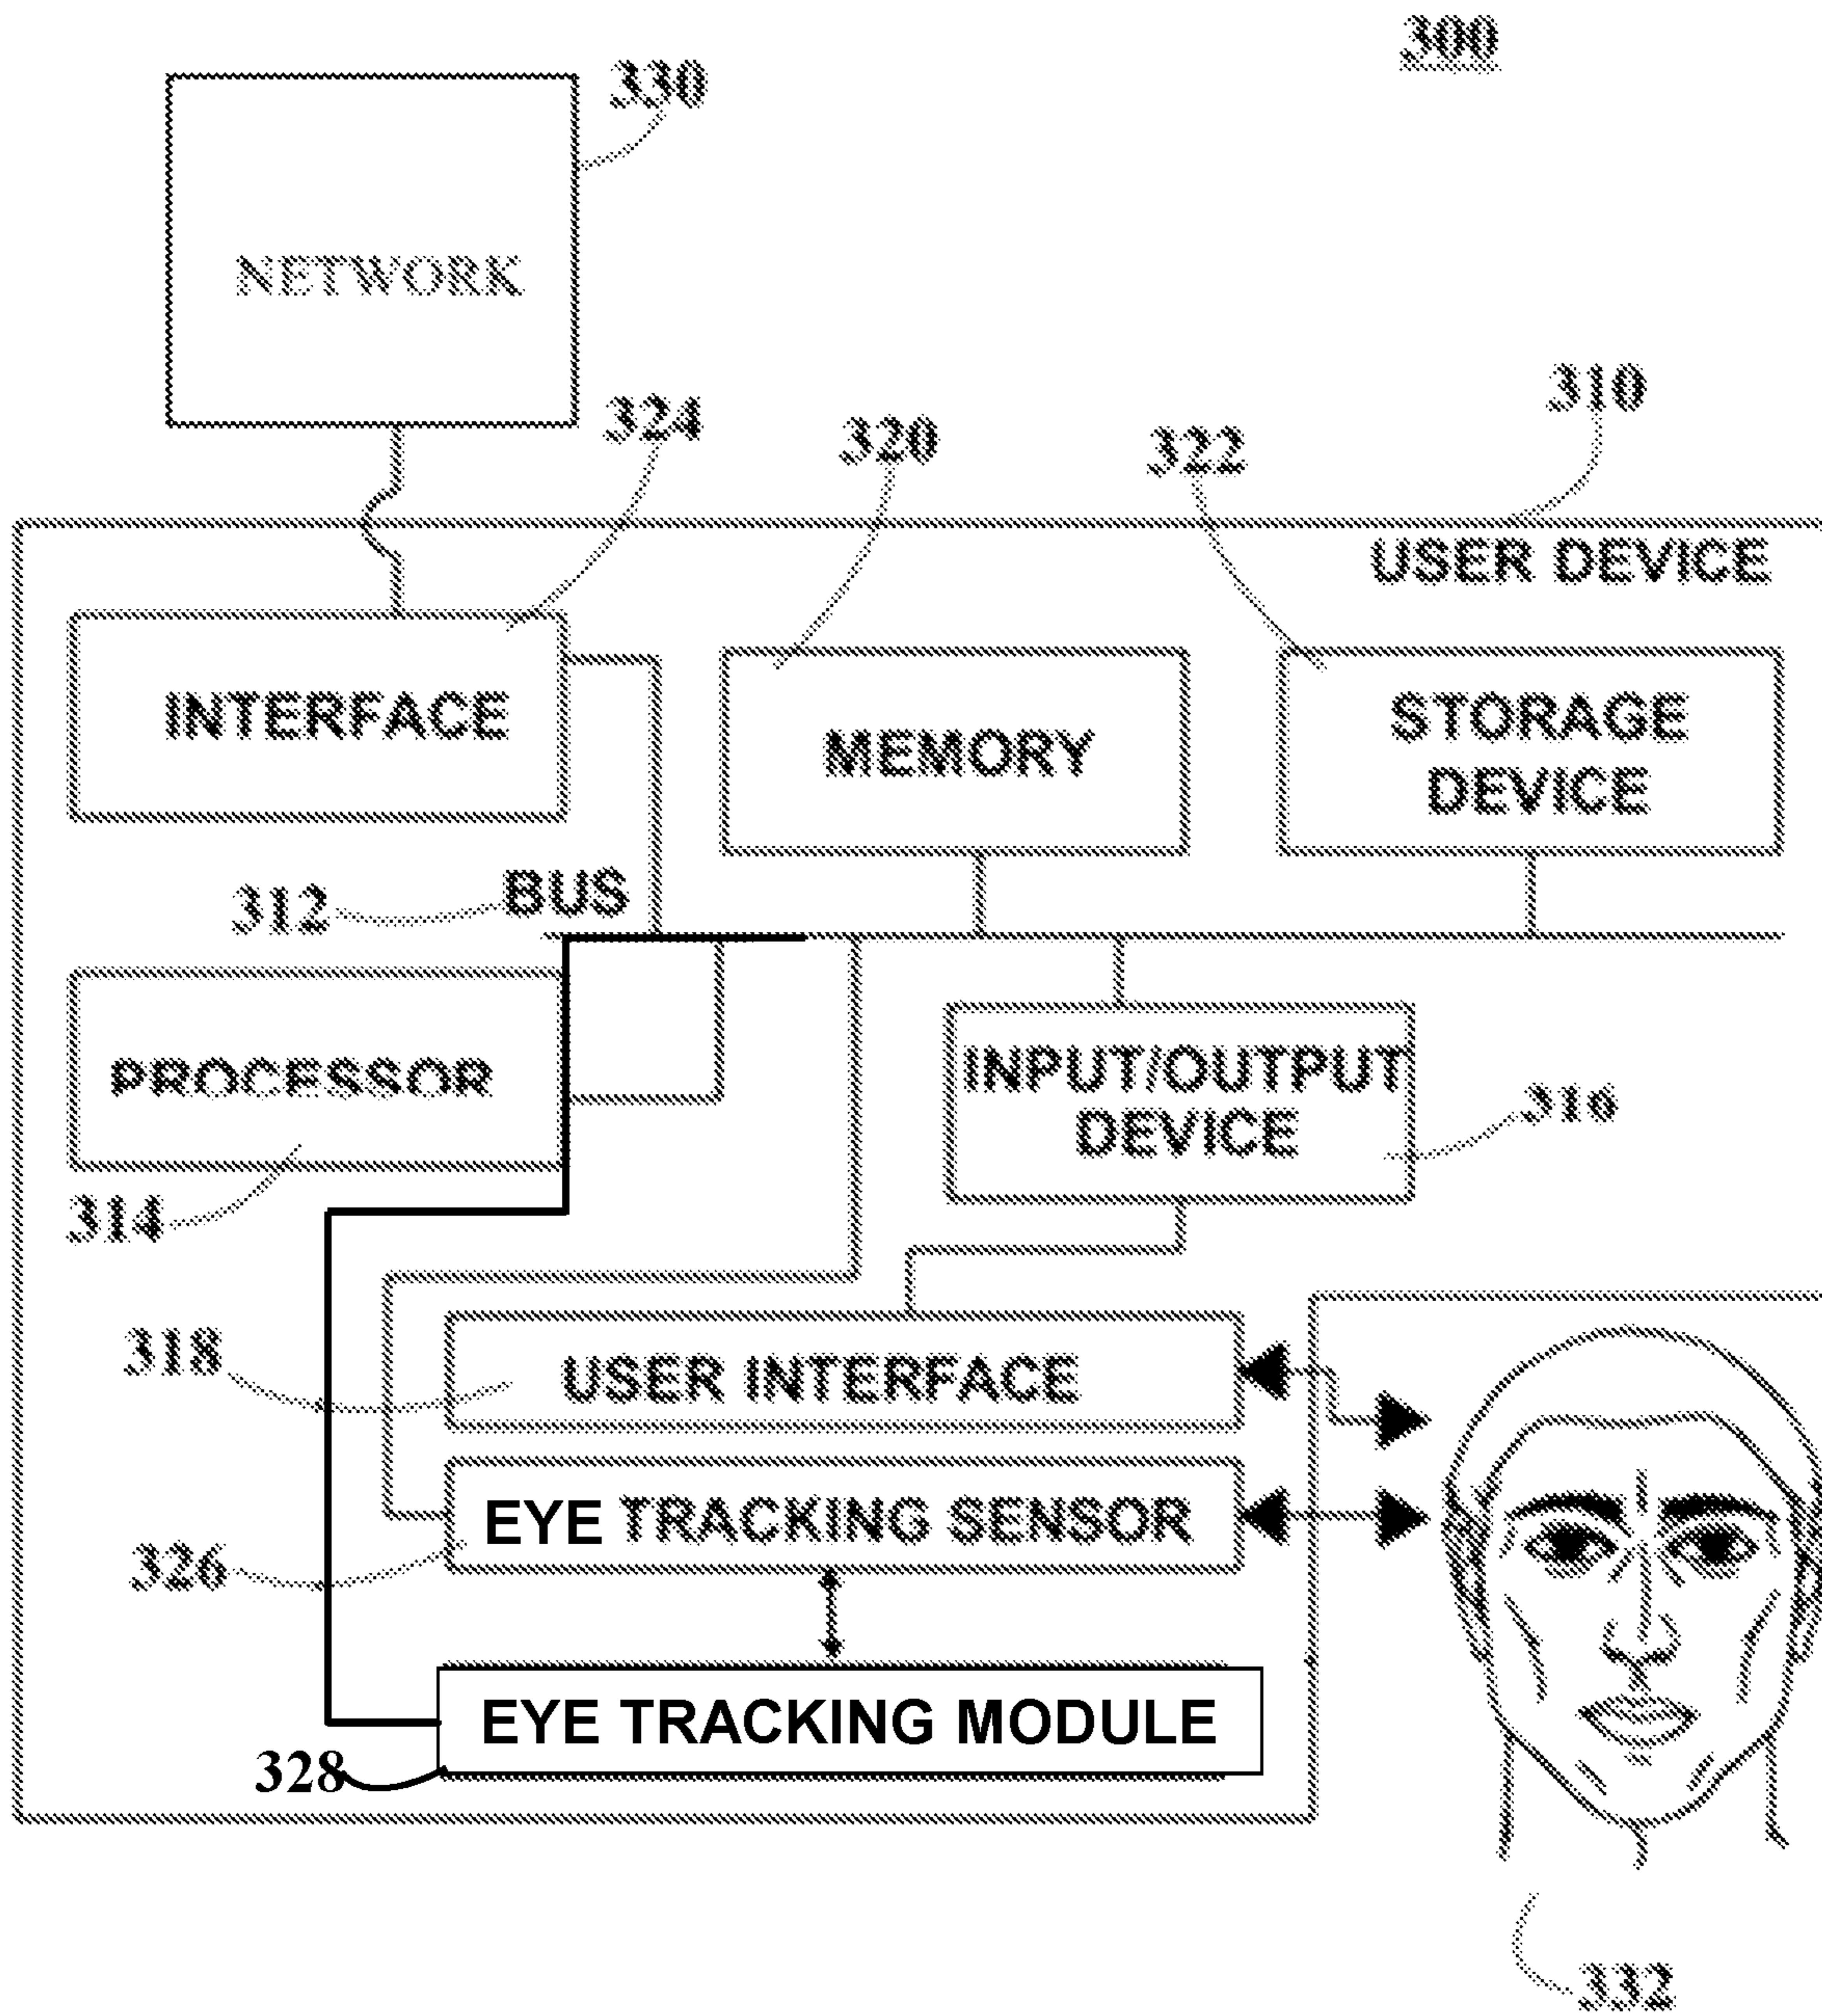 300
330
NETWORK
310
324
320
322
USER DEVICE
INTERFACE
MEMORY
STORAGE
DEVICE
312
BUS
PROCESSOR
INPUT/OUTPUT
DEVICE
316
314
318
USER INTERFACE
EYE TRACKING SENSOR
326
EYE TRACKING MODULE
328
332